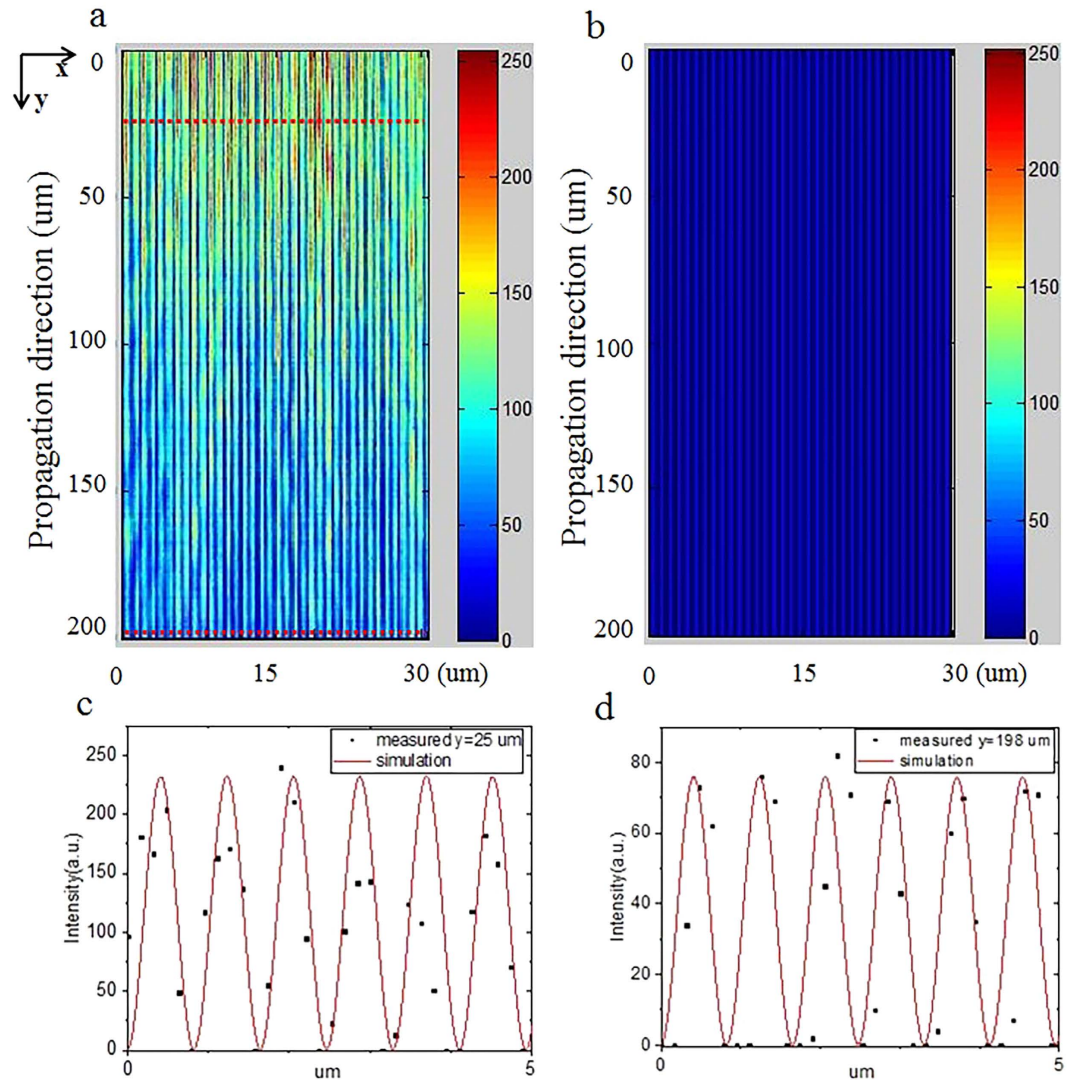 a
x
y
0
50
100
150
200
Propagation direction (um)
0
15
30 (um)
250
200
150
100
50
0
b
0
50
100
150
200
Propagation direction (um)
0
15
30 (um)
250
200
150
100
50
0
c
measured y=25 um
simulation
250
200
150
100
50
0
Intensity(a.u.)
0
um
5
d
measured y=198 um
simulation
80
60
40
20
0
Intensity(a.u.)
0
um
5